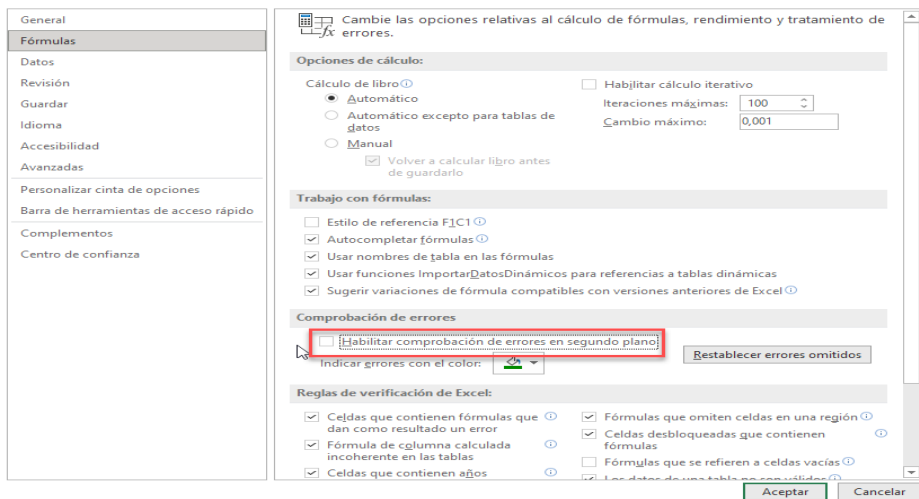 General
Fórmulas
Datos
Revisión
Guardar
Idioma
Accesibilidad
Avanzadas
Personalizar cinta de opciones
Barra de herramientas de acceso rápido
Complementos
Centro de confianza
Cambie las opciones relativas al cálculo de fórmulas, rendimiento y tratamiento de
errores.
Opciones de cálculo:
Cálculo de libro
Automático
Automático excepto para tablas de
datos
Manual
Volver a calcular libro antes
de guardarlo
Habilitar cálculo iterativo
Iteraciones máximas: 100
Cambio máximo: 0,001
Trabajo con fórmulas:
Estilo de referencia F1C1
Autocompletar fórmulas
Usar nombres de tabla en las fórmulas
Usar funciones ImportarDatosDinámicos para referencias a tablas dinámicas
Sugerir variaciones de fórmula compatibles con versiones anteriores de Excel
Comprobación de errores
Habilitar comprobación de errores en segundo plano
Indicar errores con el color:
Restablecer errores omitidos
Reglas de verificación de Excel:
Celdas que contienen fórmulas que
dan como resultado un error
Fórmula de columna calculada
incoherente en las tablas
Celdas que contienen años
Fórmulas que omiten celdas en una región
Celdas desbloqueadas que contienen
fórmulas
Fórmulas que se refieren a celdas vacías
Los datos de una tabla no son válidos
Aceptar
Cancelar